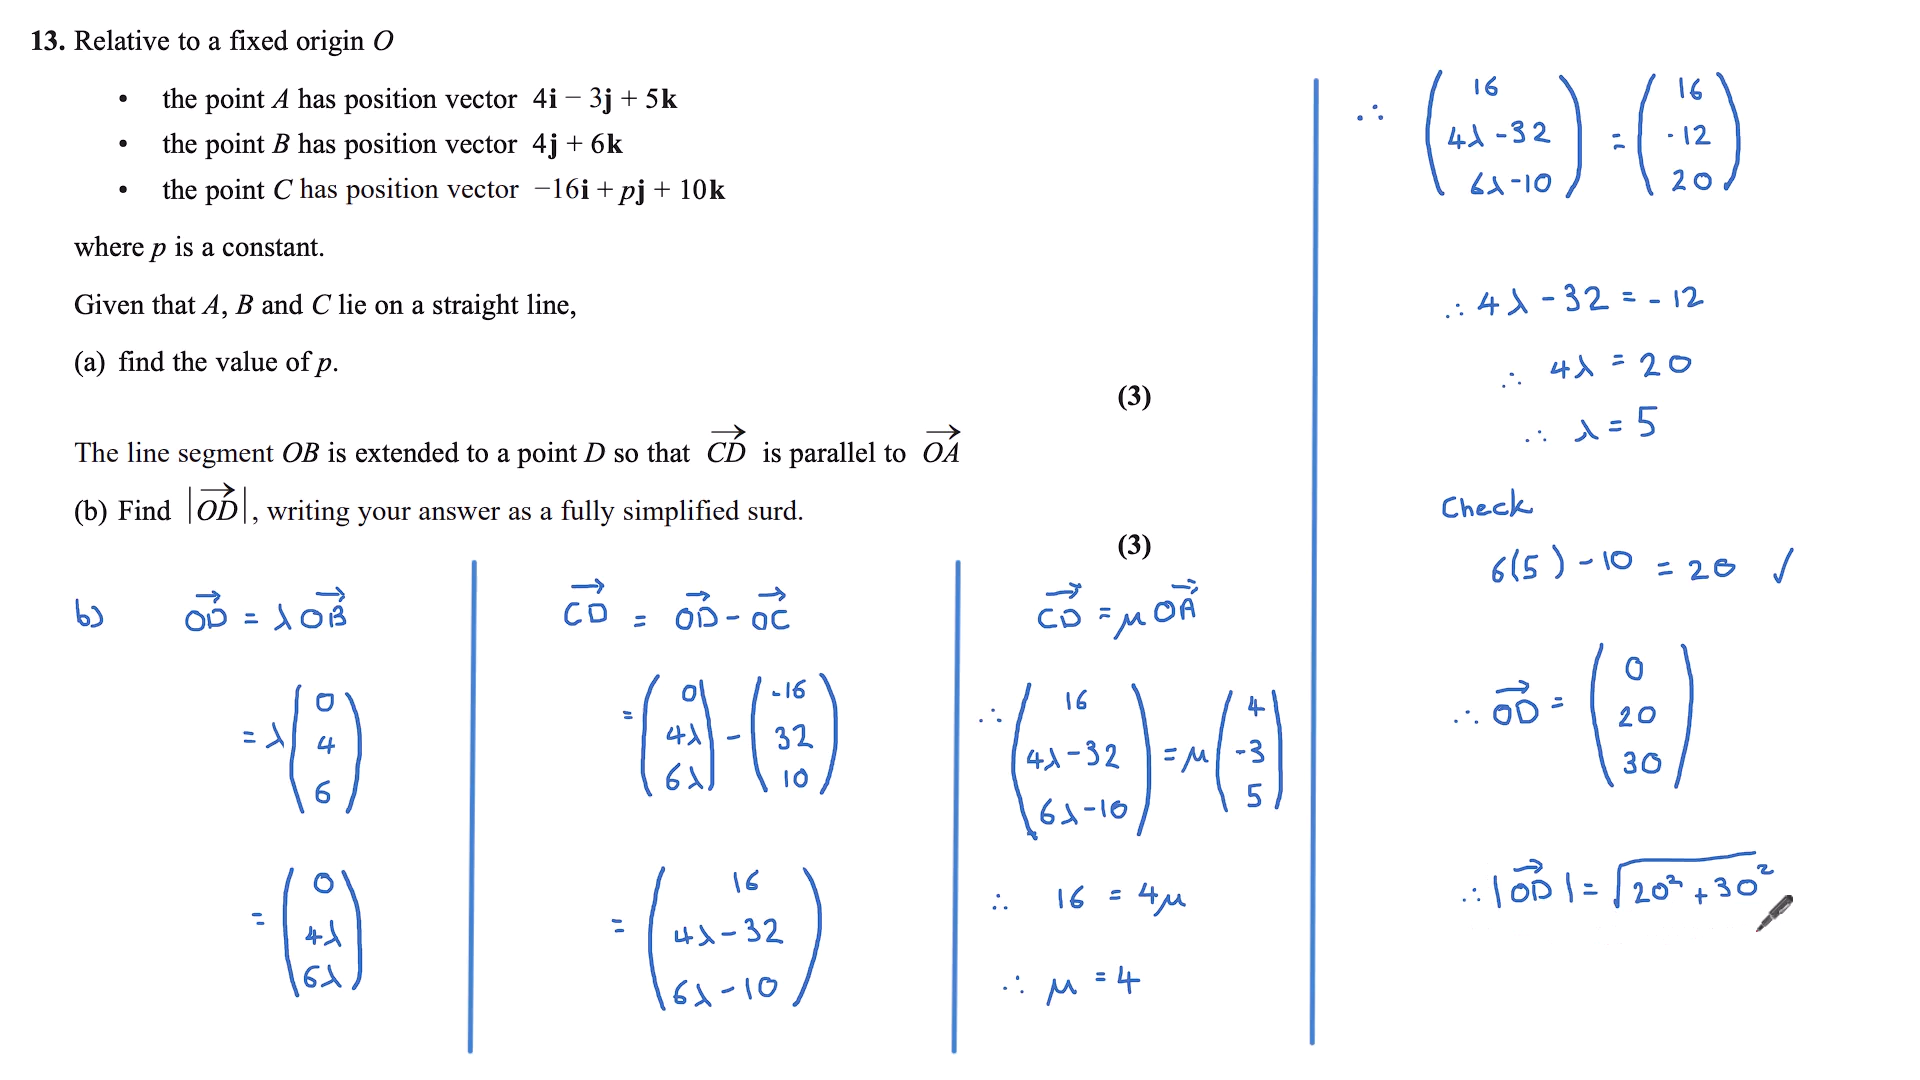 13. Relative to a fixed origin O
• the point A has position vector 4i − 3j + 5k
• the point B has position vector 4j + 6k
• the point C has position vector −16i + pj + 10k
where p is a constant.
Given that A, B and C lie on a straight line,
(a) find the value of p.
(3)
The line segment OB is extended to a point D so that CD→ is parallel to OA→
(b) Find |OD→|, writing your answer as a fully simplified surd.
(3)
b) OD→ = λOB→
= λ(0
4
6)
= (0
4λ
6λ)
CD→ = OD→ - OC→
= (0 4λ 6λ) - (-16 32 10)
= (16
4λ-32
6λ-10)
CD→ = μOA→
∴ (16 4λ-32 6λ-10) = μ(4 -3 5)
∴ 16 = 4μ
∴ μ = 4
∴ (16 4λ-32 6λ-10) = (16 -12 20)
∴ 4λ-32 = -12
∴ 4λ = 20
∴ λ = 5
Check
6(5)-10 = 20 ✓
∴ OD→ = (0
20
30)
∴ |OD→| = √20²+30²